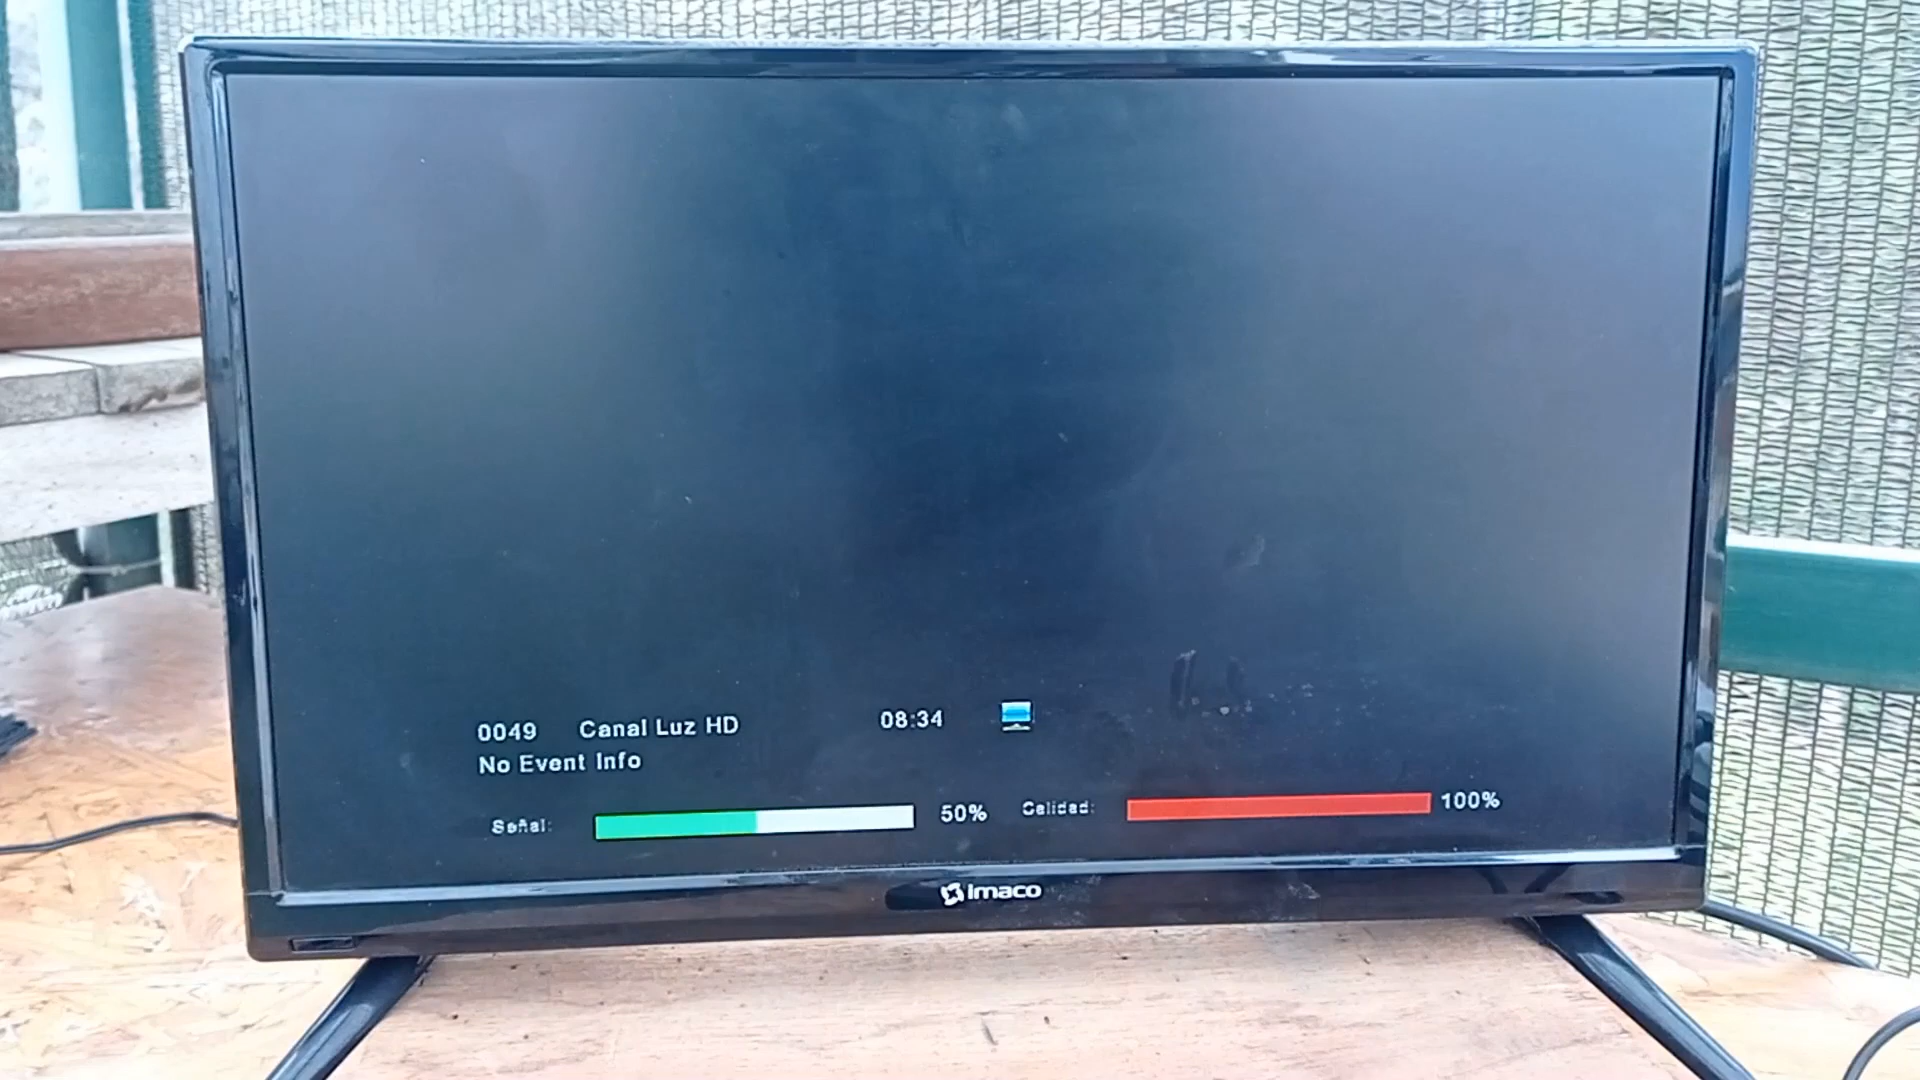 0049 Canal Luz HD 08:34
No Event Info
Señal: 50% Calidad: 100%
Imaco